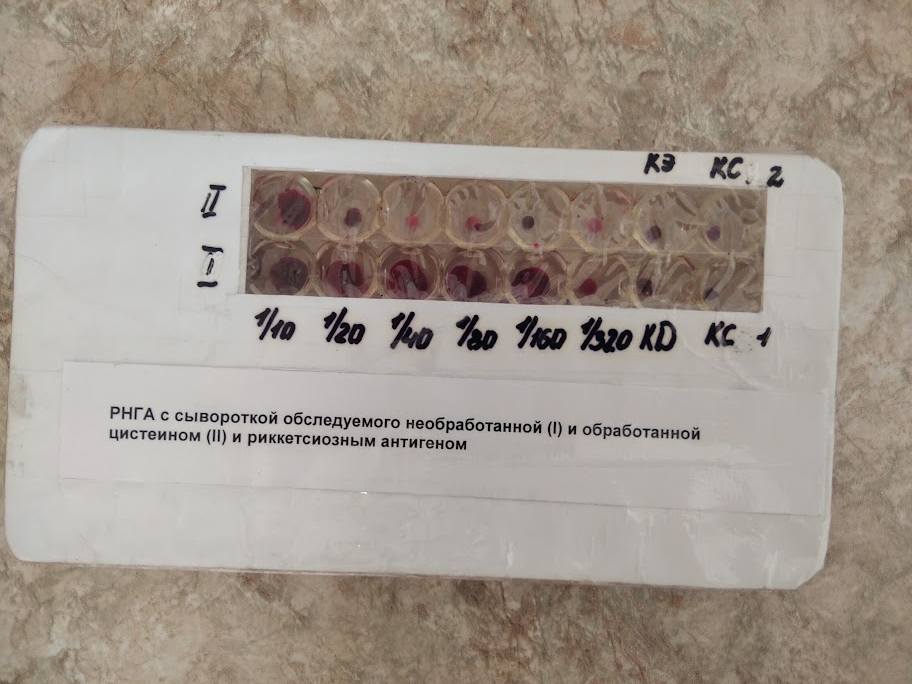 КЭ КС 2
II
I
1/10 1/20 1/40 1/80 1/160 1/320 KD КС 1
РНГА с сывороткой обследуемого необработанной (I) и обработанной
цистеином (II) и риккетсиозным антигеном